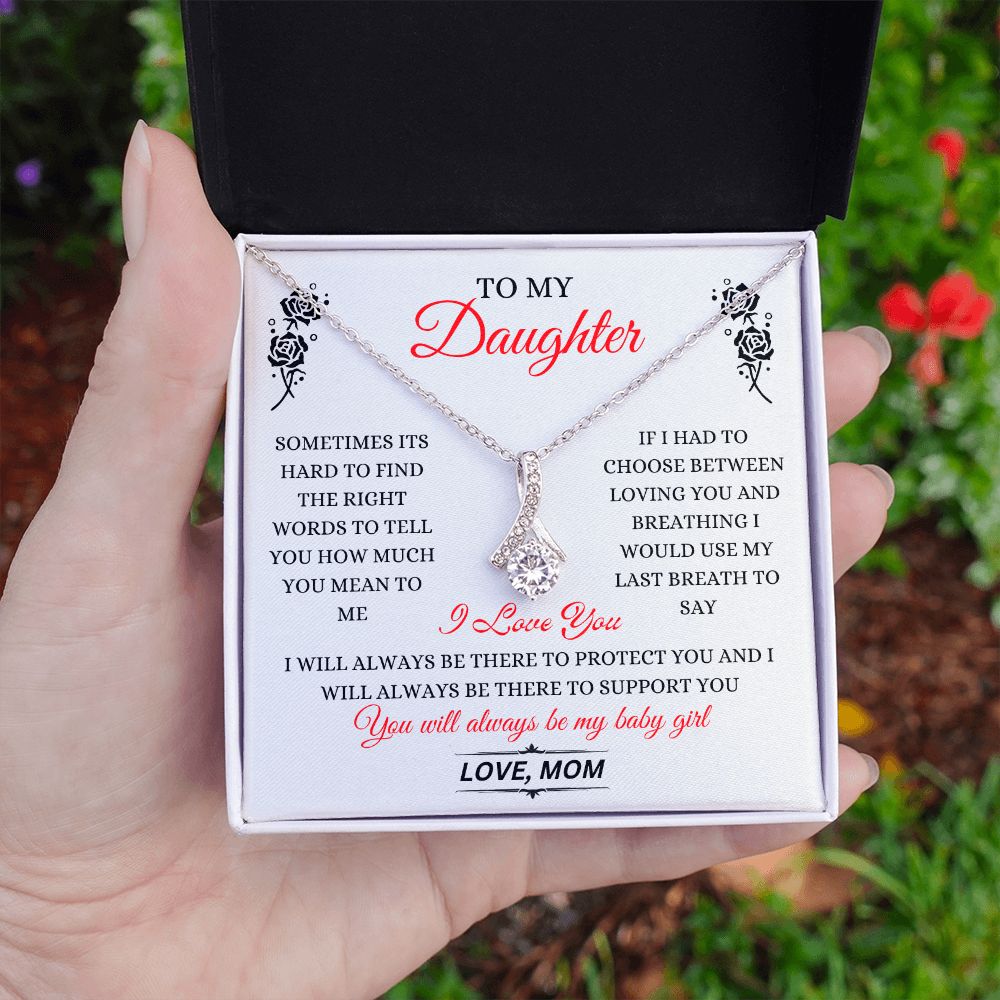 TO MY
Daughter
SOMETIMES ITS
HARD TO FIND
THE RIGHT
WORDS TO TELL
YOU HOW MUCH
YOU MEAN TO
ME
IF I HAD TO
CHOOSE BETWEEN
LOVING YOU AND
BREATHING I
WOULD USE MY
LAST BREATH TO
SAY
I Love You
I WILL ALWAYS BE THERE TO PROTECT YOU AND I
WILL ALWAYS BE THERE TO SUPPORT YOU
You will always be my baby girl
LOVE, MOM